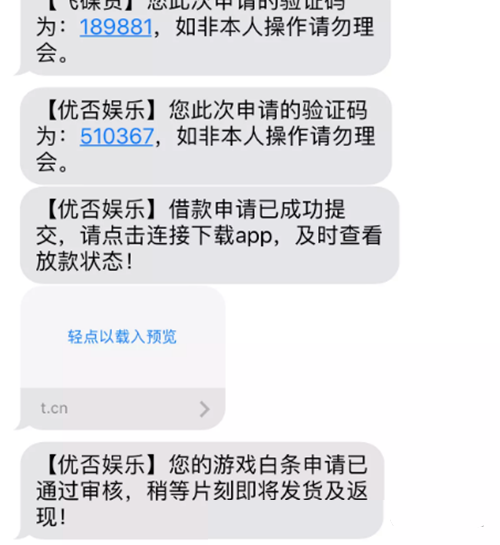 【飞碟贷】您此次申请的验证码
为：189881，如非本人操作请勿理
会。
【优否娱乐】您此次申请的验证码
为：510367，如非本人操作请勿理
会。
【优否娱乐】借款申请已成功提
交，请点击连接下载app，及时查看
放款状态！
轻点以载入预览
t.cn
【优否娱乐】您的游戏白条申请已
通过审核，稍等片刻即将发货及返
现！